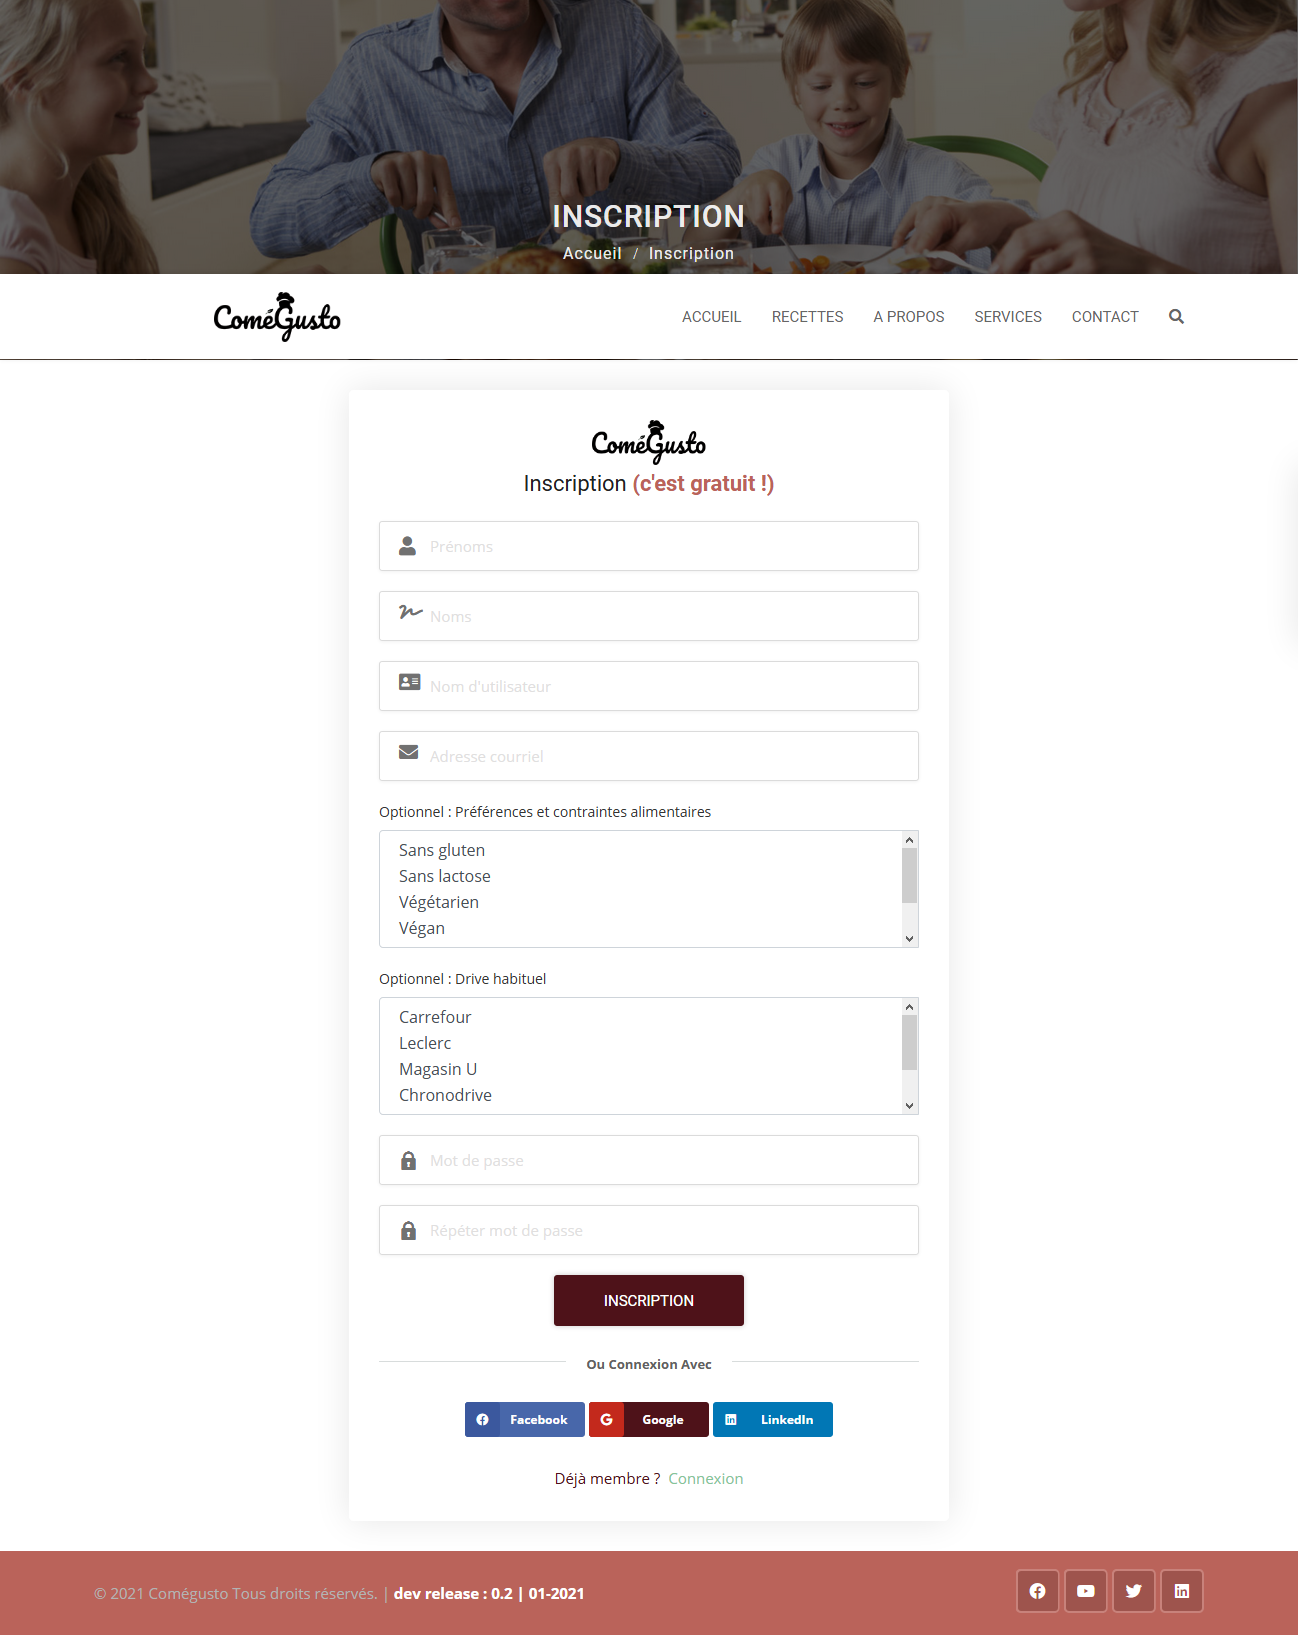 INSCRIPTION
Accueil / Inscription
ComéGusto
ACCUEIL RECETTES A PROPOS SERVICES CONTACT
ComéGusto
Inscription (c'est gratuit !)
Prénoms
Noms
Nom d'utilisateur
Adresse courriel
Optionnel : Préférences et contraintes alimentaires
Sans gluten
Sans lactose
Végétarien
Végan
Optionnel : Drive habituel
Carrefour
Leclerc
Magasin U
Chronodrive
Mot de passe
Répéter mot de passe
INSCRIPTION
Ou Connexion Avec
Facebook Google LinkedIn
Déjà membre ? Connexion
© 2021 Comégusto Tous droits réservés. | dev release : 0.2 | 01-2021